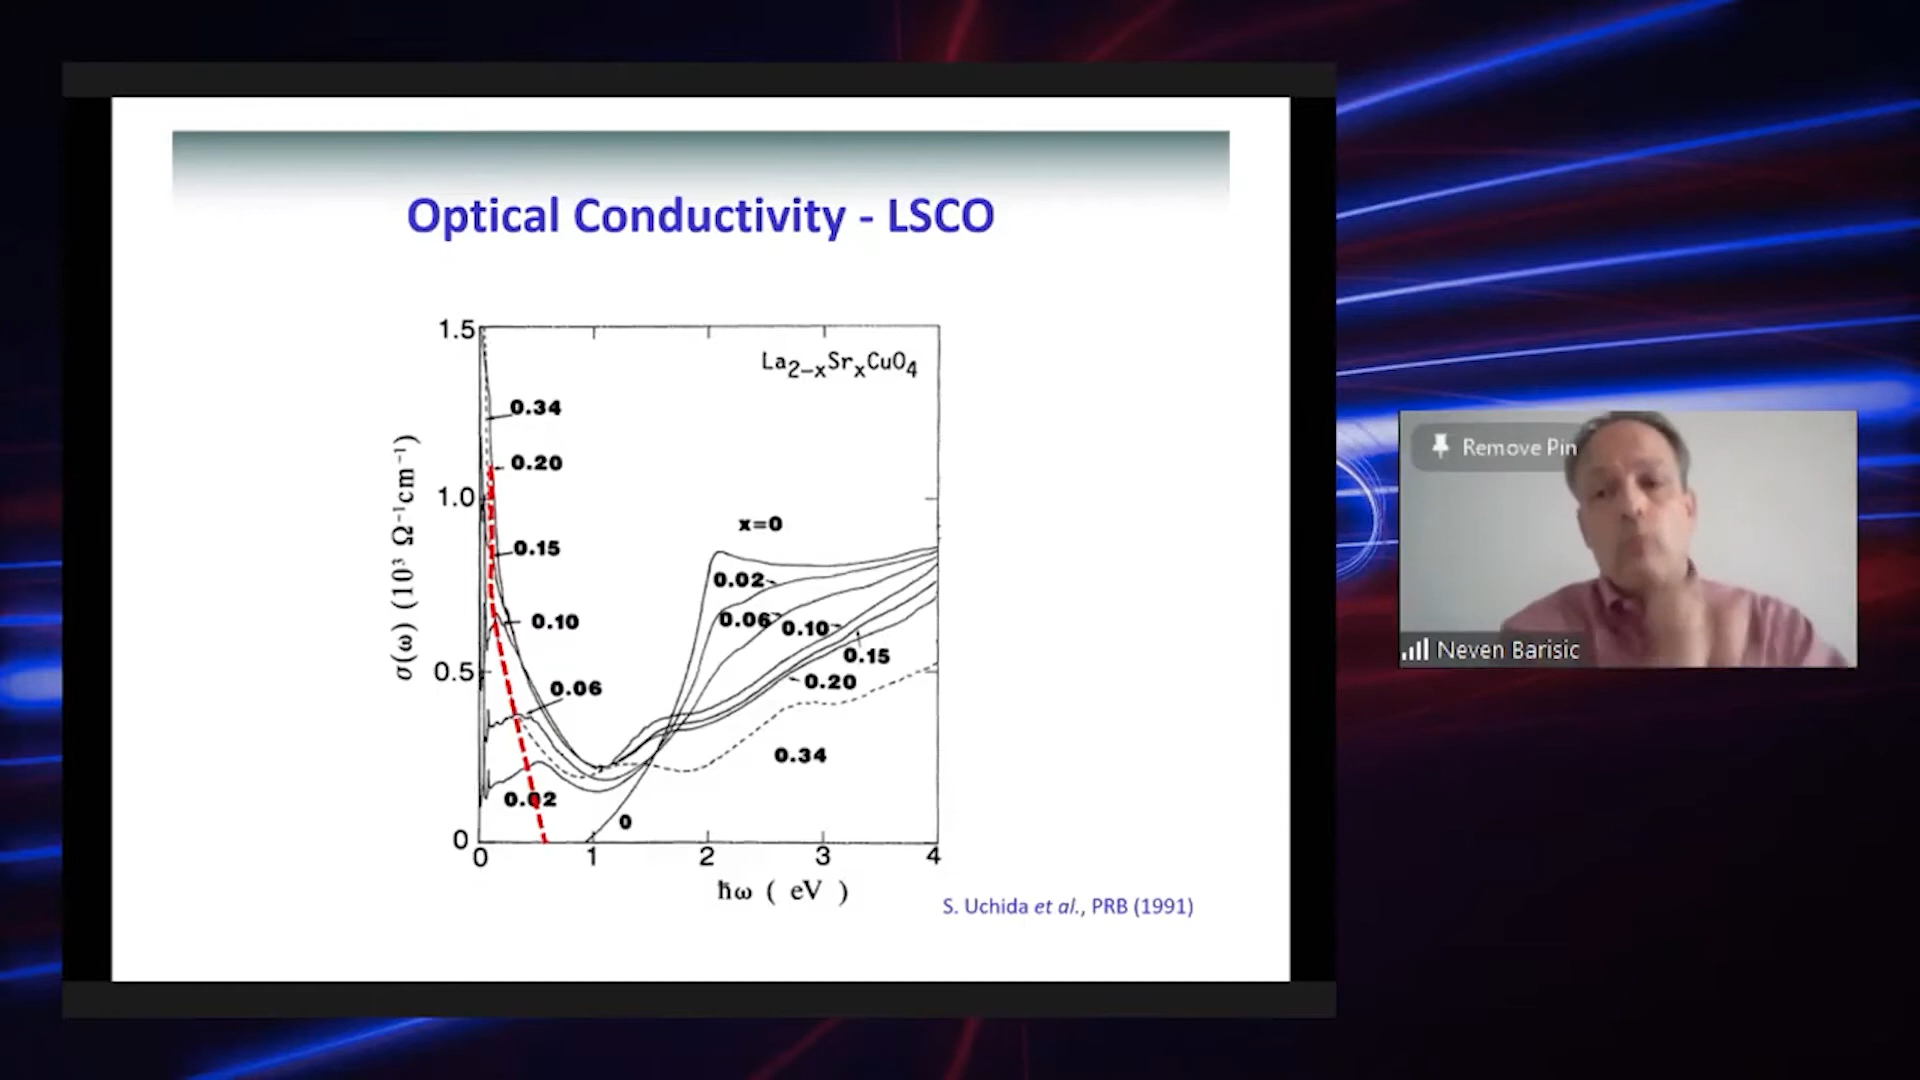 Optical Conductivity - LSCO
1.5
La2-xSrxCuO4
0.34
0.20
1.0
x=0
0.15
0.02
0.10
0.06
0.10
0.15
0.5
0.06
0.20
0.34
0.02
0
0
0
1
2
3
4
σ(ω) (10³ Ω⁻¹cm⁻¹)
ħω ( eV )
S. Uchida et al., PRB (1991)
Remove Pin
Neven Barisic